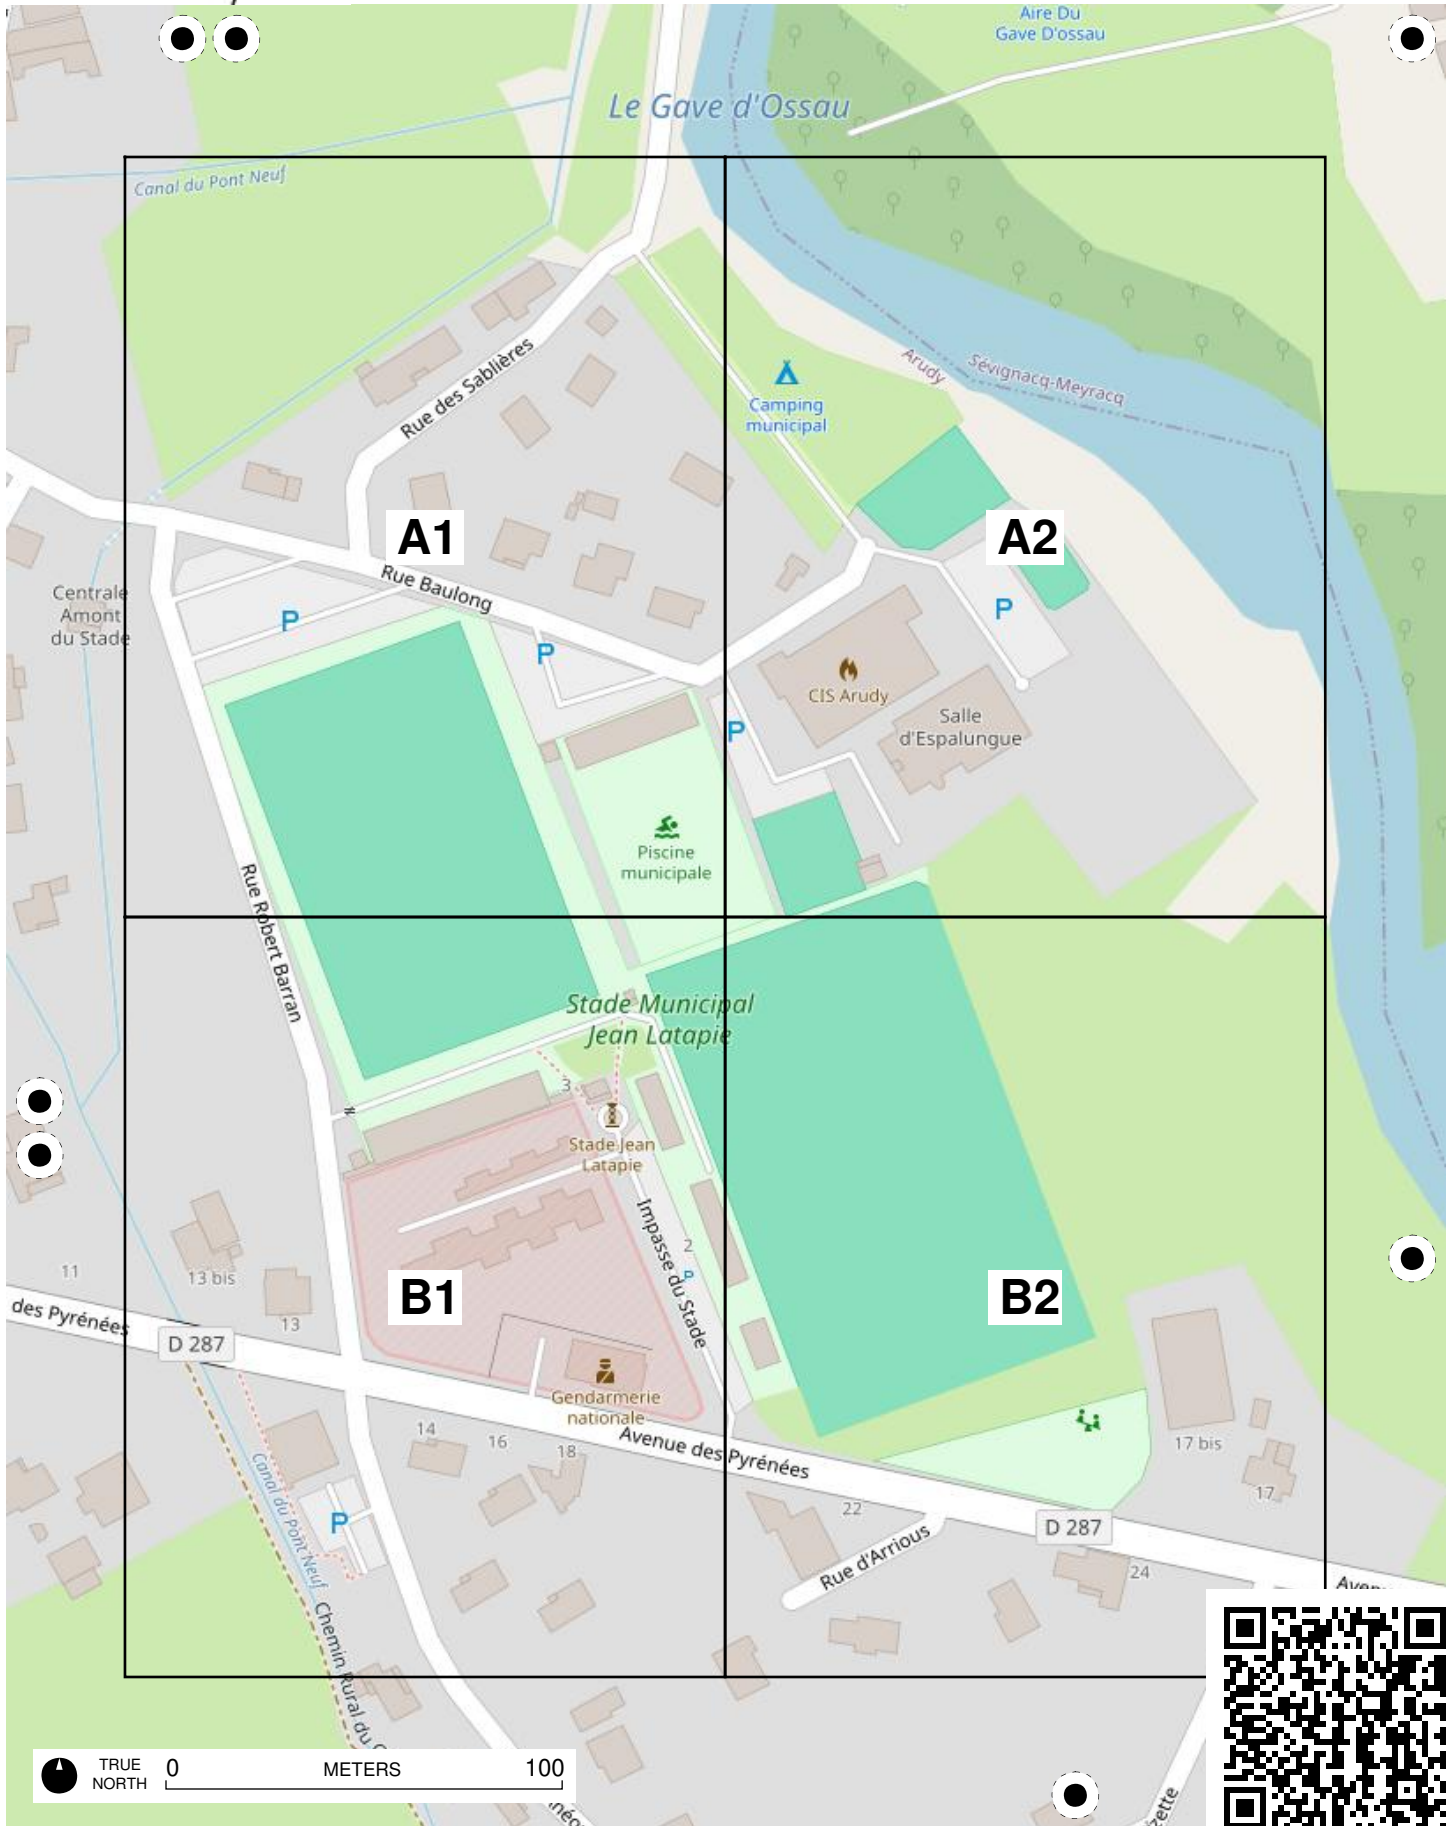 Aire Du
Gave D'ossau
Le Gave d'Ossau
Canal du Pont Neuf
Rue des Sablières
Arudy
Sévignacq-Meyracq
Camping
municipal
A1
A2
Rue Baulong
Centrale
Amont
du Stade
P
P
P
CIS Arudy
Salle
d'Espalungue
P
Piscine
municipale
Rue Robert Barran
Stade Municipal
Jean Latapie
3
Stade Jean
Latapie
Impasse du Stade
2
P
11
13 bis
13
des Pyrénées
D 287
B1
B2
Gendarmerie
nationale
14
16
18
Avenue des Pyrénées
17 bis
17
22
D 287
Rue d'Arrious
24
P
Canal du Pont Neuf
Chemin Rural du
TRUE
NORTH
0
METERS
100